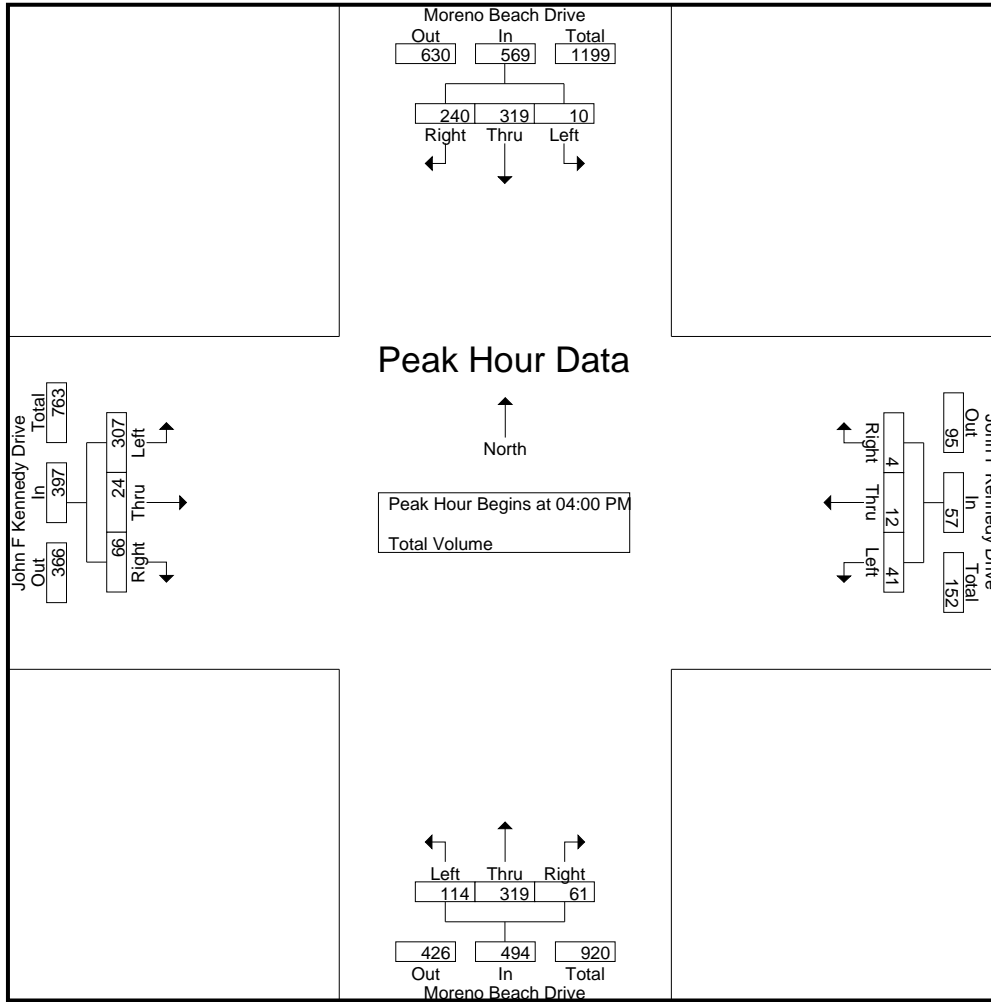 Moreno Beach Drive
Out In Total
630 569 1199
240 319 10
Right Thru Left
Peak Hour Data
North
Peak Hour Begins at 04:00 PM
Total Volume
John F Kennedy Drive
Out In Total
366 397 763
307
24
66
Left
Thru
Right
John F Kennedy Drive
Out In Total
95 57 152
Right Thru Left
4 12 41
Left Thru Right
114 319 61
426 494 920
Out In Total
Moreno Beach Drive